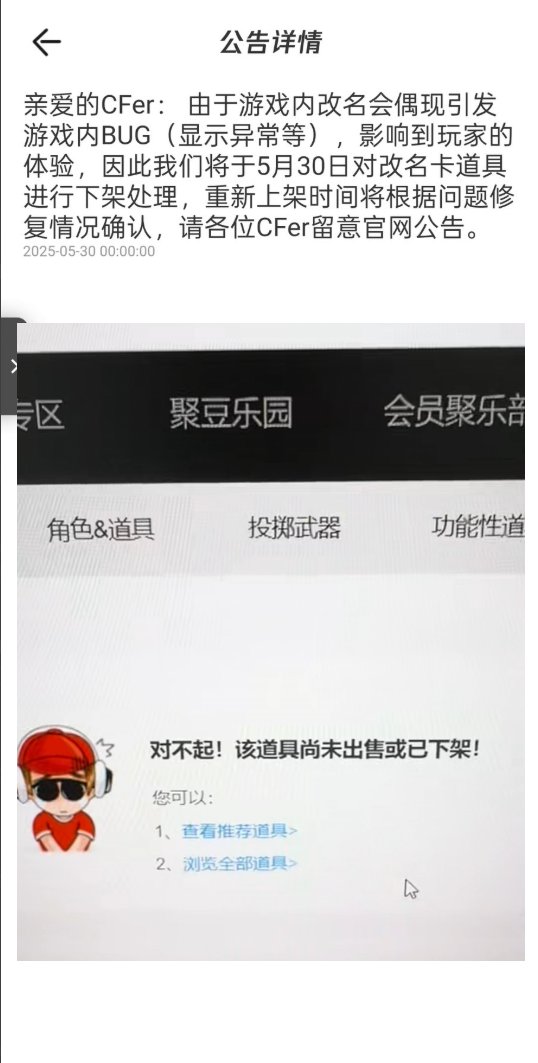 公告详情
亲爱的CFer： 由于游戏内改名会偶现引发
游戏内BUG（显示异常等），影响到玩家的
体验，因此我们将于5月30日对改名卡道具
进行下架处理，重新上架时间将根据问题修
复情况确认，请各位CFer留意官网公告。
2025-05-30 00:00:00
专区 聚豆乐园 会员聚乐部
角色&道具 投掷武器 功能性道
对不起！该道具尚未出售或已下架！
您可以：
1、查看推荐道具>
2、浏览全部道具>